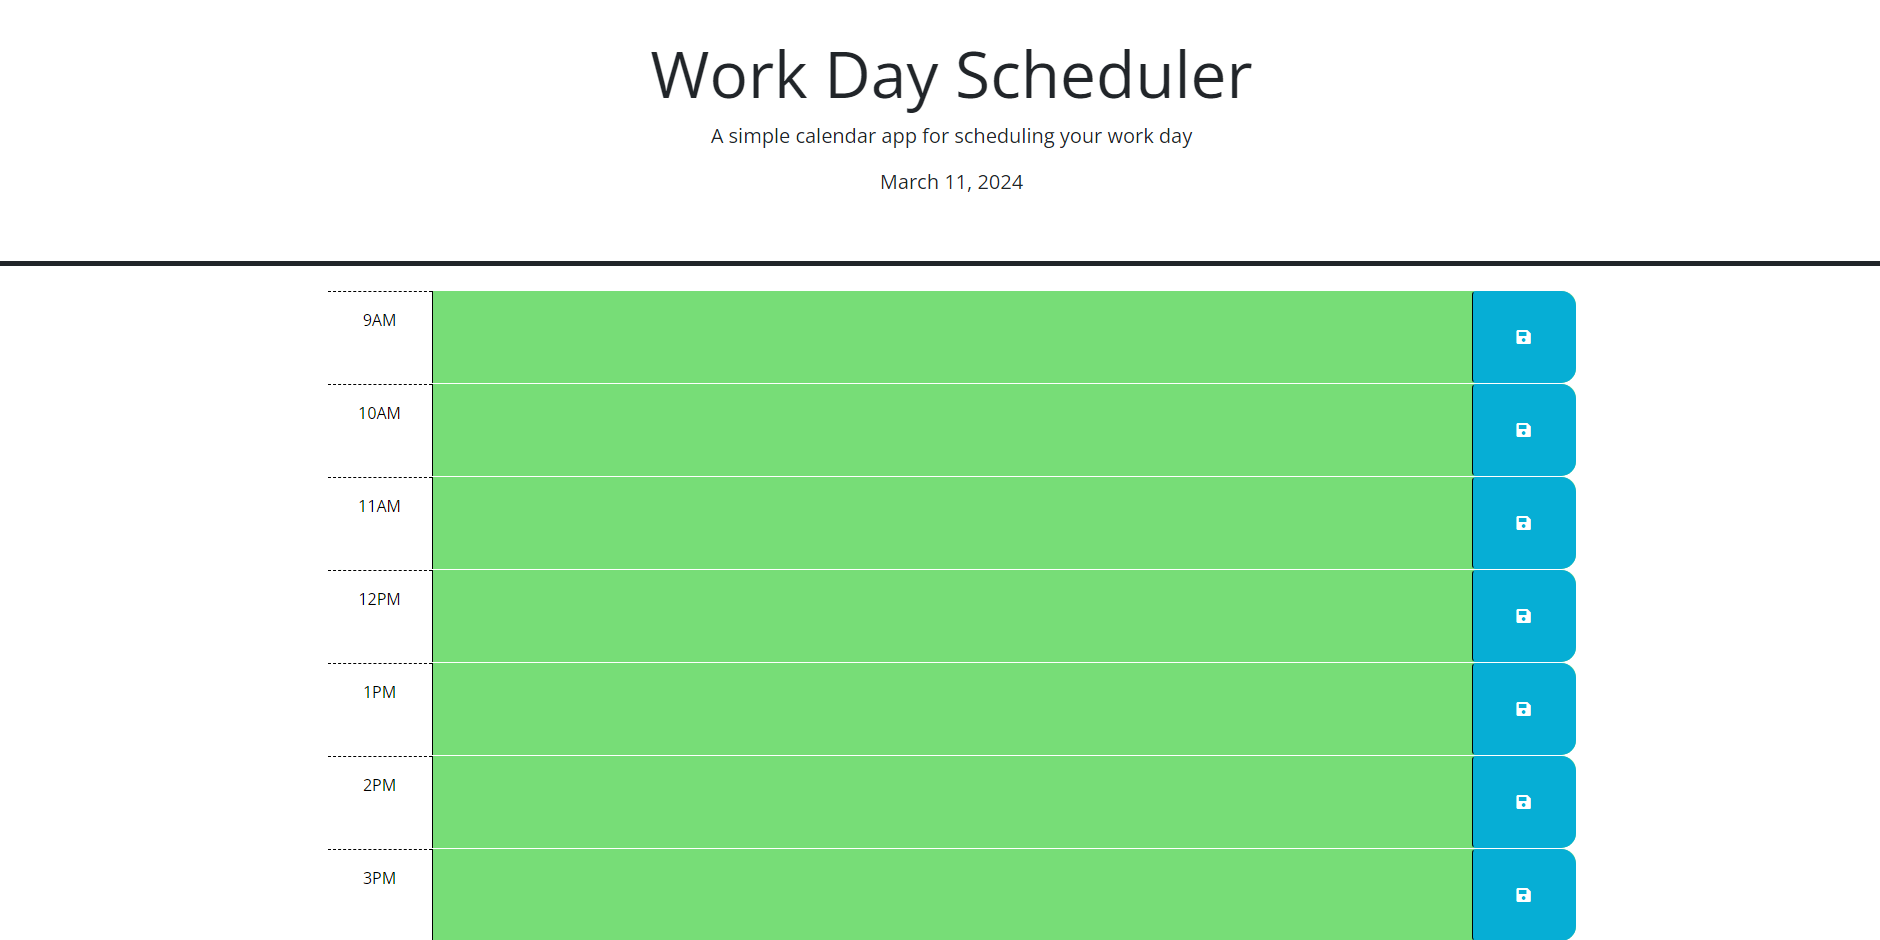 Work Day Scheduler
A simple calendar app for scheduling your work day
March 11, 2024
9AM
10AM
11AM
12PM
1PM
2PM
3PM